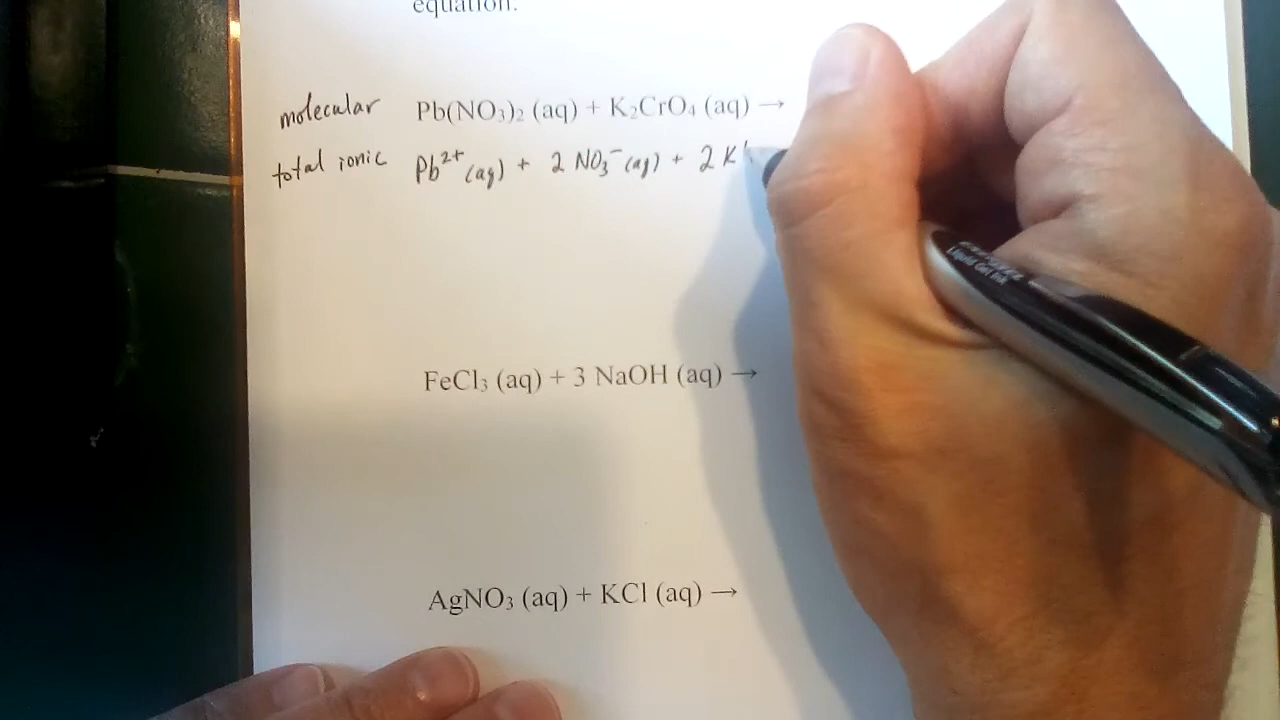 equation.
molecular Pb(NO₃)₂ (aq) + K₂CrO₄ (aq) →
total ionic Pb²⁺(aq) + 2 NO₃⁻(aq) + 2 K
FeCl₃ (aq) + 3 NaOH (aq) →
AgNO₃ (aq) + KCl (aq) →